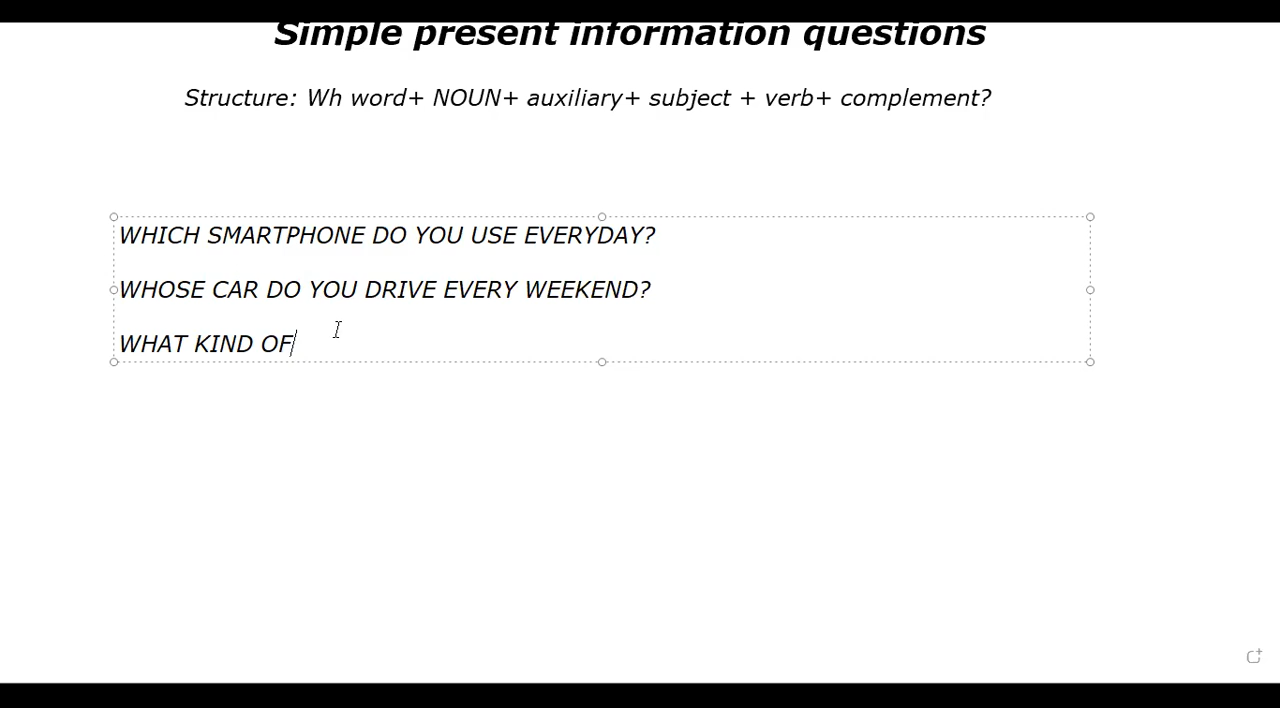 Simple present information questions
Structure: Wh word+ NOUN+ auxiliary+ subject + verb+ complement?
WHICH SMARTPHONE DO YOU USE EVERYDAY?
WHOSE CAR DO YOU DRIVE EVERY WEEKEND?
WHAT KIND OF